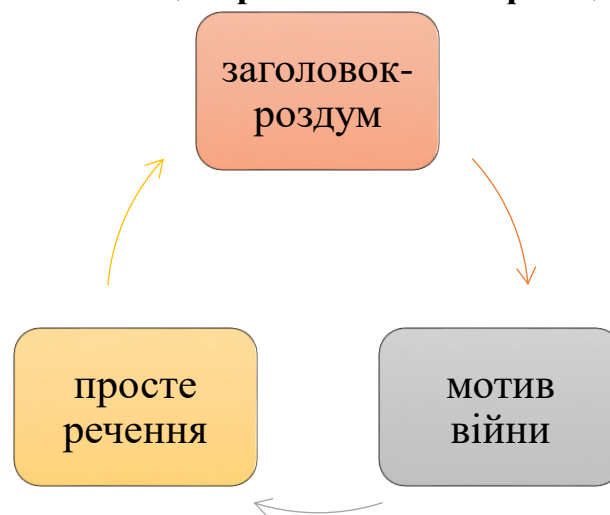 заголовок-
роздум
мотив
війни
просте
речення